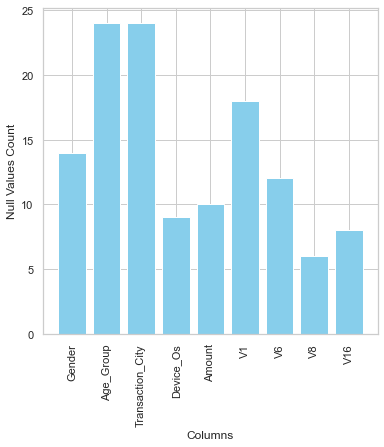 25
20
15
10
5
0
Null Values Count
Gender
Age_Group
Transaction_City
Device_Os
Amount
V1
V6
V8
V16
Columns